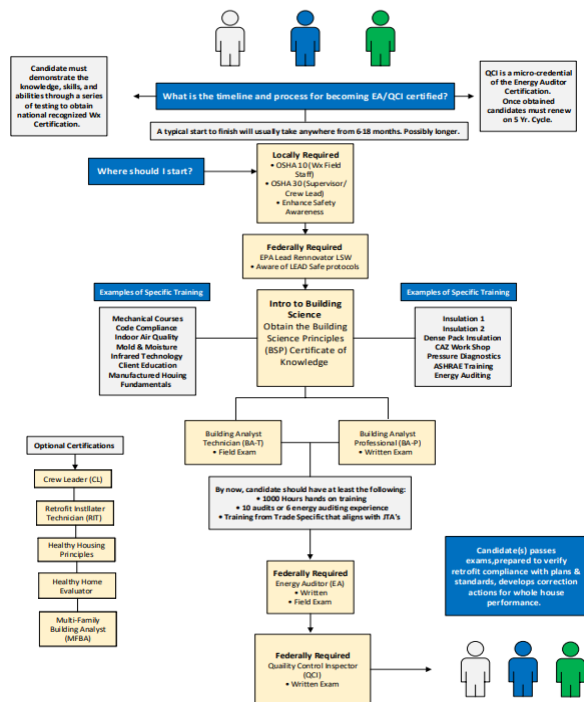 Candidate must
demonstrate the
knowledge, skills, and
abilities through a series
of testing to obtain
national recognized Wx
Certification.
What is the timeline and process for becoming EA/QCI certified?
QCI is a micro-credential of
the Energy Auditor
Certification.
Once obtained
candidates must renew
on 5 Yr. Cycle.
A typical start to finish will usually take anywhere from 6-18 months. Possibly longer.
Where should I start?
Locally Required
• OSHA 10 (Wx Field
Staff)
• OSHA 30 (Supervisor/
Crew Lead)
• Enhance Safety
Awareness
Federally Required
EPA Lead Rennovator LSW
• Aware of LEAD Safe protocols
Examples of Specific Training
Mechanical Courses
Code Compliance
Indoor Air Quality
Mold & Moisture
Infrared Technology
Client Education
Manufactured Houing
Fundamentals
Intro to Building
Science
Obtain the Building
Science Principles
(BSP) Certificate of
Knowledge
Examples of Specific Training
Insulation 1
Insulation 2
Dense Pack Insulation
CAZ Work Shop
Pressure Diagnostics
ASHRAE Training
Energy Auditing
Building Analyst
Technician (BA-T)
• Field Exam
Building Analyst
Professional (BA-P)
• Written Exam
By now, candidate should have at least the following:
• 1000 Hours hands on training
• 10 audits or 6 energy auditing experience
• Training from Trade Specific that aligns with JTA's
Optional Certifications
Crew Leader (CL)
Retrofit Instllater
Technician (RIT)
Healthy Housing
Principles
Healthy Home
Evaluator
Multi-Family
Building Analyst
(MFBA)
Federally Required
Energy Auditor (EA)
• Written
• Field Exam
Candidate(s) passes
exams,prepared to verify
retrofit compliance with plans &
standards, develops correction
actions for whole house
performance.
Federally Required
Quaility Control Inspector
(QCI)
• Written Exam